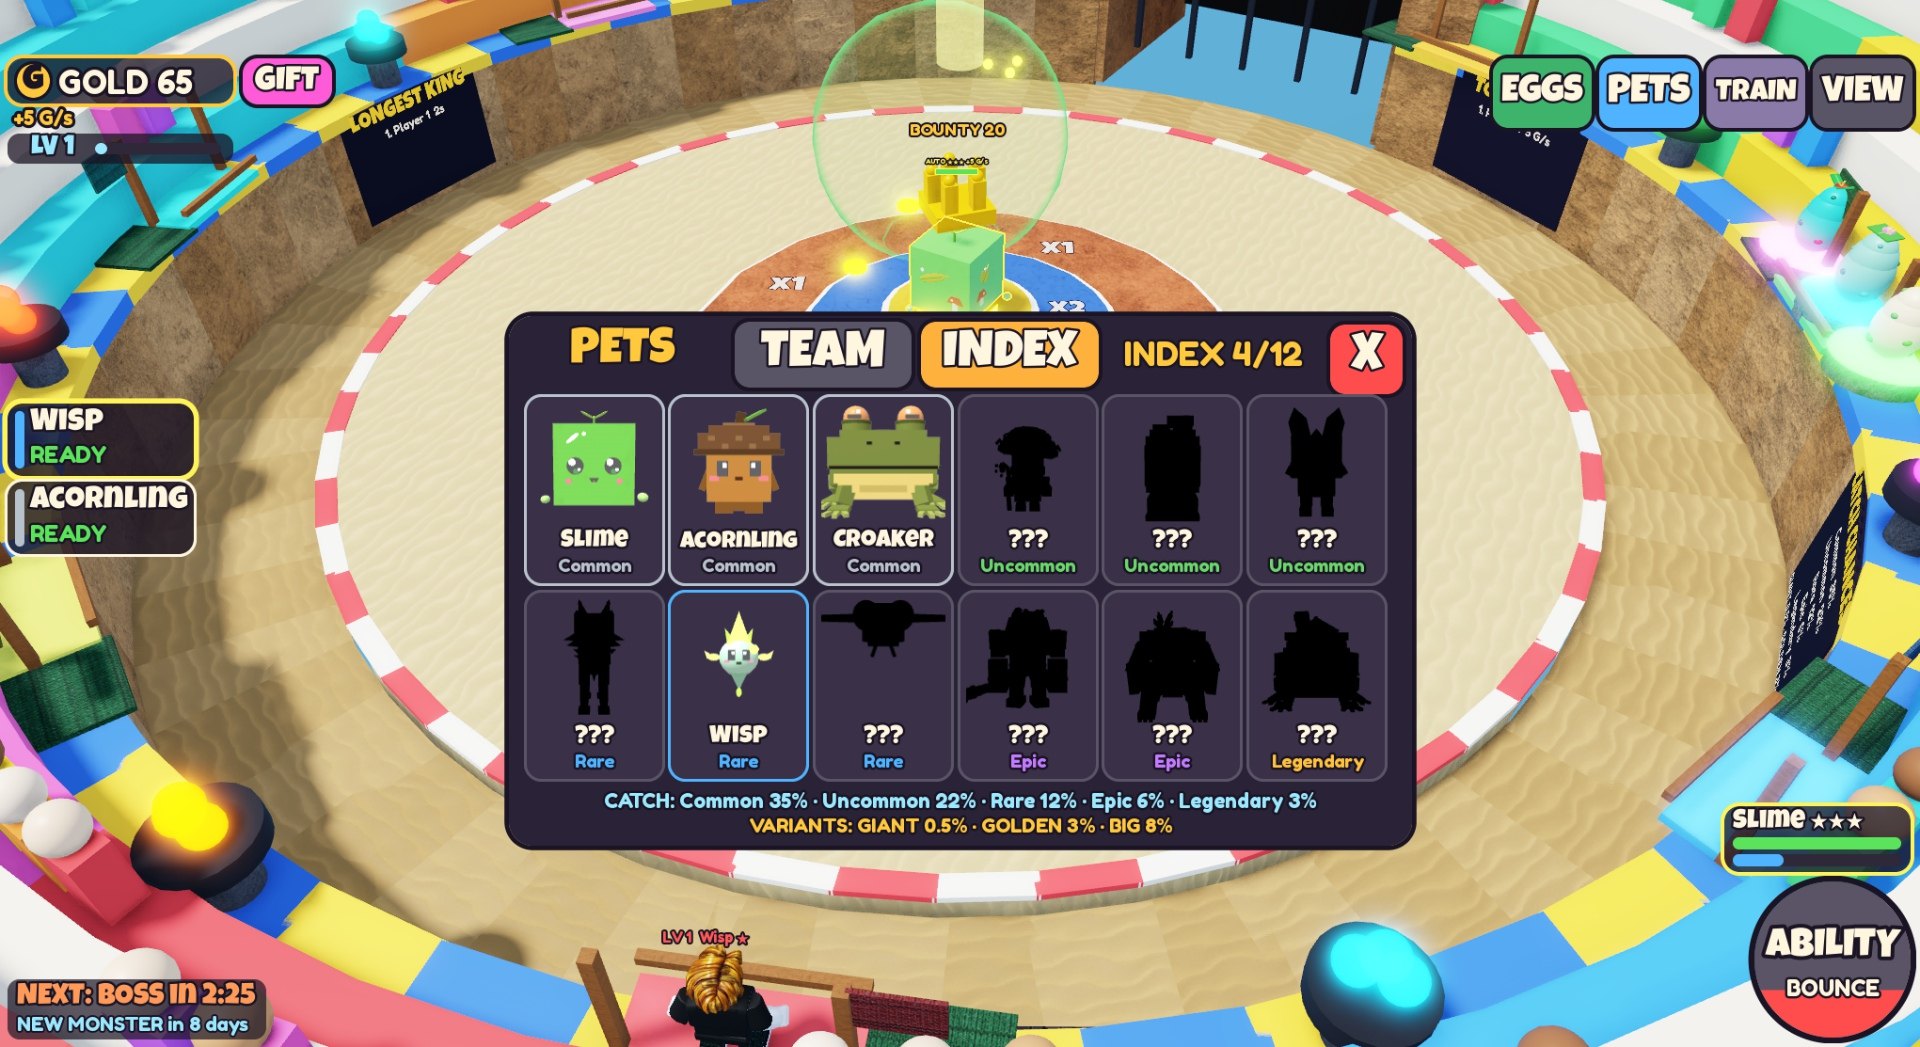 GOLD 65
GIFT
+5 G/s
LV 1
LONGEST KING
1. Player 1 2s
BOUNTY 20
EGGS
PETS
TRAIN
VIEW
X1
X1
X2
WISP
READY
ACORNLING
READY
PETS
TEAM
INDEX
INDEX 4/12
X
SLIME
Common
ACORNLING
Common
CROAKER
Common
???
Uncommon
???
Uncommon
???
Uncommon
???
Rare
WISP
Rare
???
Rare
???
Epic
???
Epic
???
Legendary
CATCH: Common 35% · Uncommon 22% · Rare 12% · Epic 6% · Legendary 3%
VARIANTS: GIANT 0.5% · GOLDEN 3% · BIG 8%
SLIME ★★★
ABILITY
BOUNCE
LV1 Wisp ★
NEXT: BOSS in 2:25
NEW MONSTER in 8 days